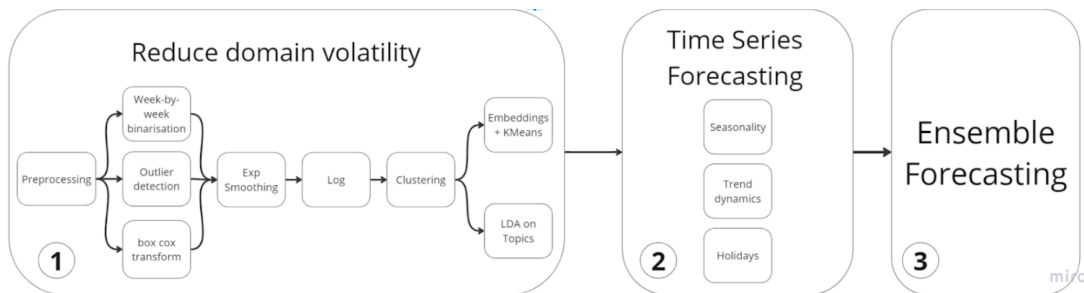 Reduce domain volatility
Preprocessing
Week-by-
week
binarisation
Outlier
detection
box cox
transform
Exp
Smoothing
Log
Clustering
Embeddings
+ KMeans
LDA on
Topics
1
Time Series
Forecasting
Seasonality
Trend
dynamics
Holidays
2
Ensemble
Forecasting
3